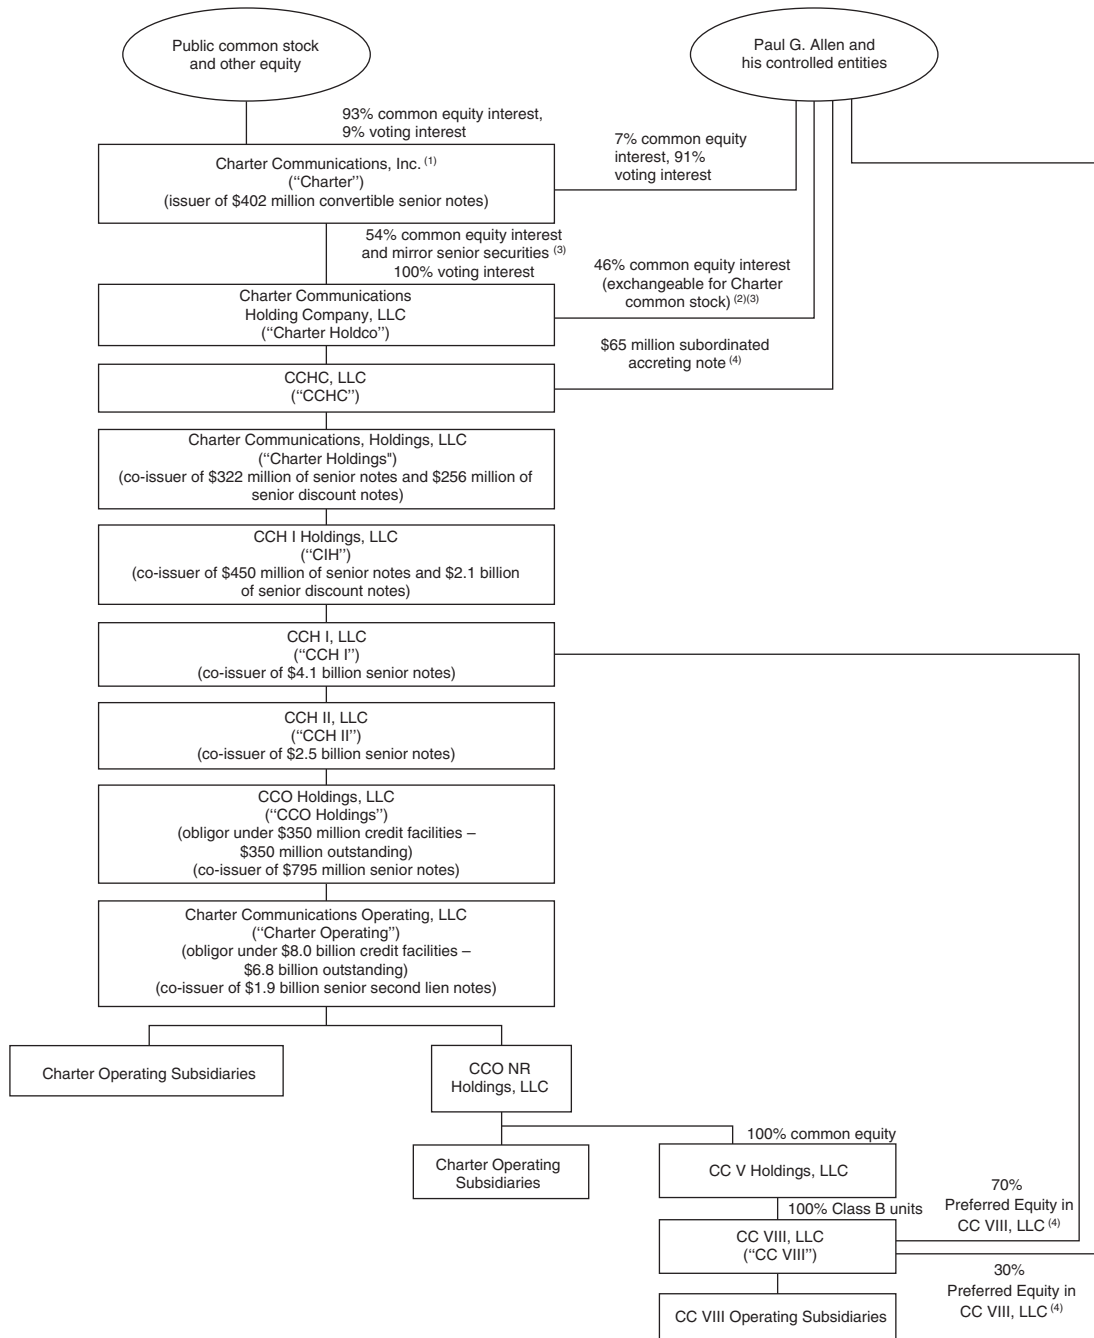 Public common stock
and other equity
Paul G. Allen and
his controlled entities
93% common equity interest,
9% voting interest
7% common equity
interest, 91%
voting interest
Charter Communications, Inc. (1)
(‘‘Charter’’)
(issuer of $402 million convertible senior notes)
54% common equity interest
and mirror senior securities (3)
100% voting interest
46% common equity interest
(exchangeable for Charter
common stock) (2)(3)
Charter Communications
Holding Company, LLC
(‘‘Charter Holdco’’)
$65 million subordinated
accreting note (4)
CCHC, LLC
(‘‘CCHC’’)
Charter Communications, Holdings, LLC
(‘‘Charter Holdings")
(co-issuer of $322 million of senior notes and $256 million of
senior discount notes)
CCH I Holdings, LLC
(‘‘CIH’’)
(co-issuer of $450 million of senior notes and $2.1 billion
of senior discount notes)
CCH I, LLC
(‘‘CCH I’’)
(co-issuer of $4.1 billion senior notes)
CCH II, LLC
(‘‘CCH II’’)
(co-issuer of $2.5 billion senior notes)
CCO Holdings, LLC
(‘‘CCO Holdings’’)
(obligor under $350 million credit facilities –
$350 million outstanding)
(co-issuer of $795 million senior notes)
Charter Communications Operating, LLC
(‘‘Charter Operating’’)
(obligor under $8.0 billion credit facilities –
$6.8 billion outstanding)
(co-issuer of $1.9 billion senior second lien notes)
Charter Operating Subsidiaries
CCO NR
Holdings, LLC
100% common equity
Charter Operating
Subsidiaries
CC V Holdings, LLC
100% Class B units
70%
Preferred Equity in
CC VIII, LLC (4)
CC VIII, LLC
(‘‘CC VIII’’)
30%
Preferred Equity in
CC VIII, LLC (4)
CC VIII Operating Subsidiaries